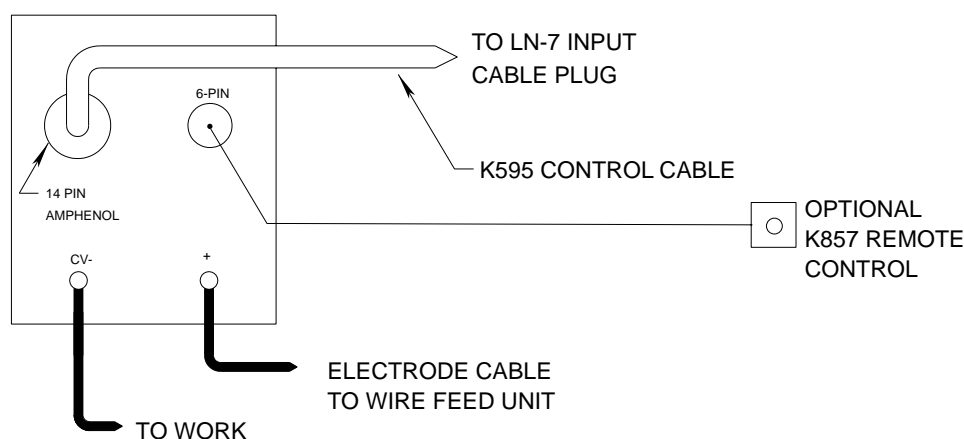 TO LN-7 INPUT
CABLE PLUG
6-PIN
K595 CONTROL CABLE
14 PIN
AMPHENOL
OPTIONAL
K857 REMOTE
CONTROL
CV-
+
ELECTRODE CABLE
TO WIRE FEED UNIT
TO WORK